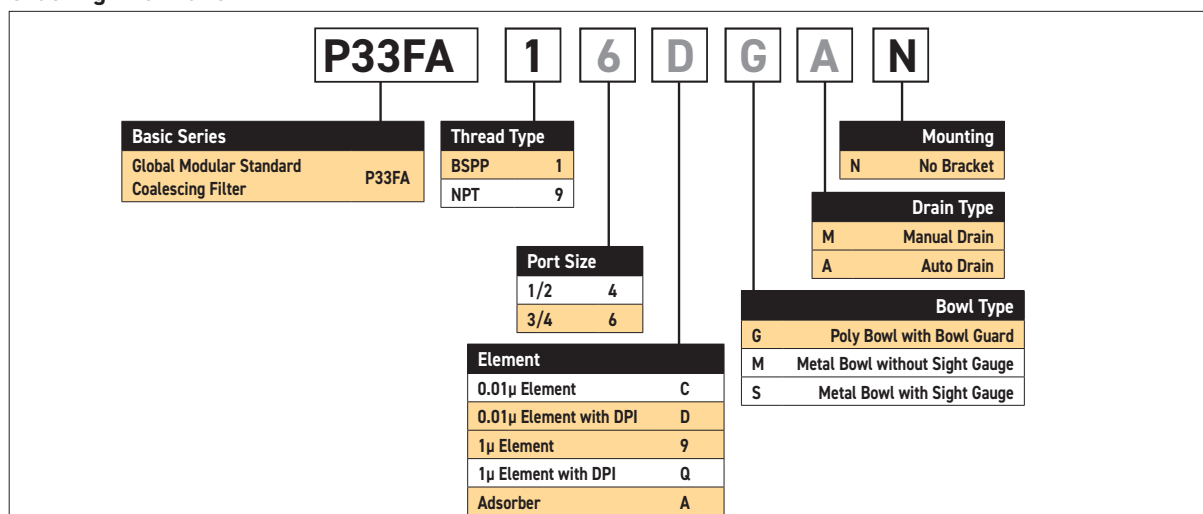 P33FA 1 6 D G A N
Basic Series
Global Modular Standard
Coalescing Filter P33FA
Thread Type
BSPP 1
NPT 9
Mounting
N No Bracket
Drain Type
M Manual Drain
A Auto Drain
Port Size
1/2 4
3/4 6
Bowl Type
G Poly Bowl with Bowl Guard
M Metal Bowl without Sight Gauge
S Metal Bowl with Sight Gauge
Element
0.01µ Element C
0.01µ Element with DPI D
1µ Element 9
1µ Element with DPI Q
Adsorber A